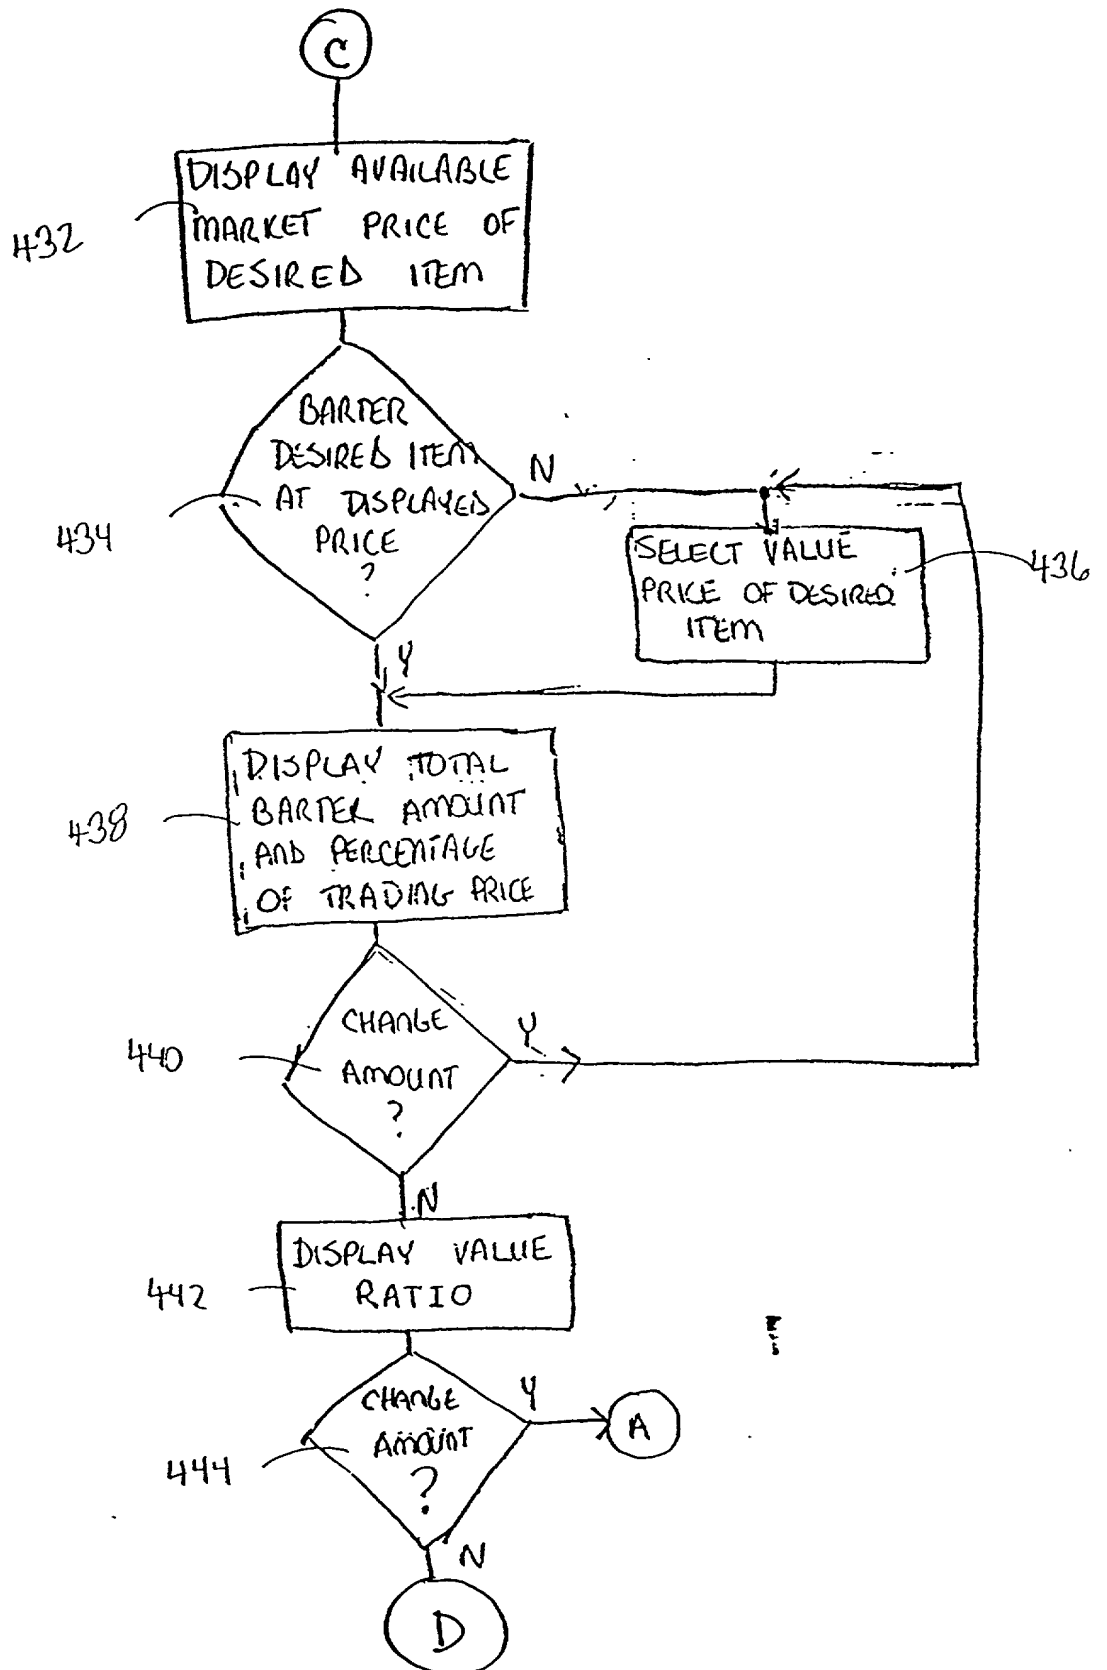 C
DISPLAY AVAILABLE
MARKET PRICE OF
DESIRED ITEM
432
BARTER
DESIRED ITEM
AT DISPLAYED
PRICE
?
434
N
SELECT VALUE
PRICE OF DESIRED
ITEM
436
Y
DISPLAY TOTAL
BARTER AMOUNT
AND PERCENTAGE
OF TRADING PRICE
438
CHANGE
AMOUNT
?
440
Y
N
DISPLAY VALUE
RATIO
442
CHANGE
AMOUNT
?
444
Y
A
N
D